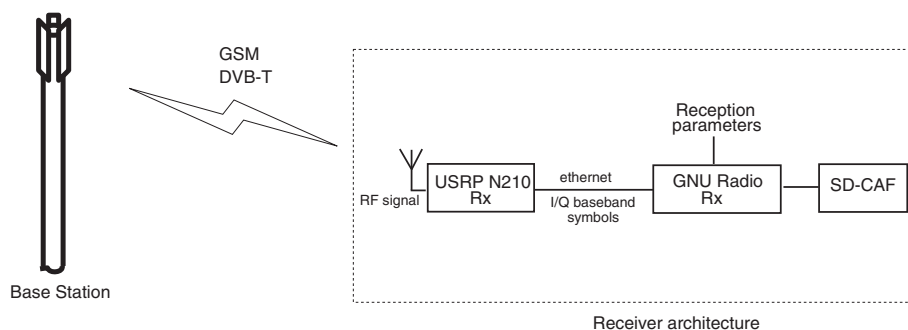 GSM
DVB-T
Base Station
Reception
parameters
RF signal
USRP N210
Rx
ethernet
I/Q baseband
symbols
GNU Radio
Rx
SD-CAF
Receiver architecture